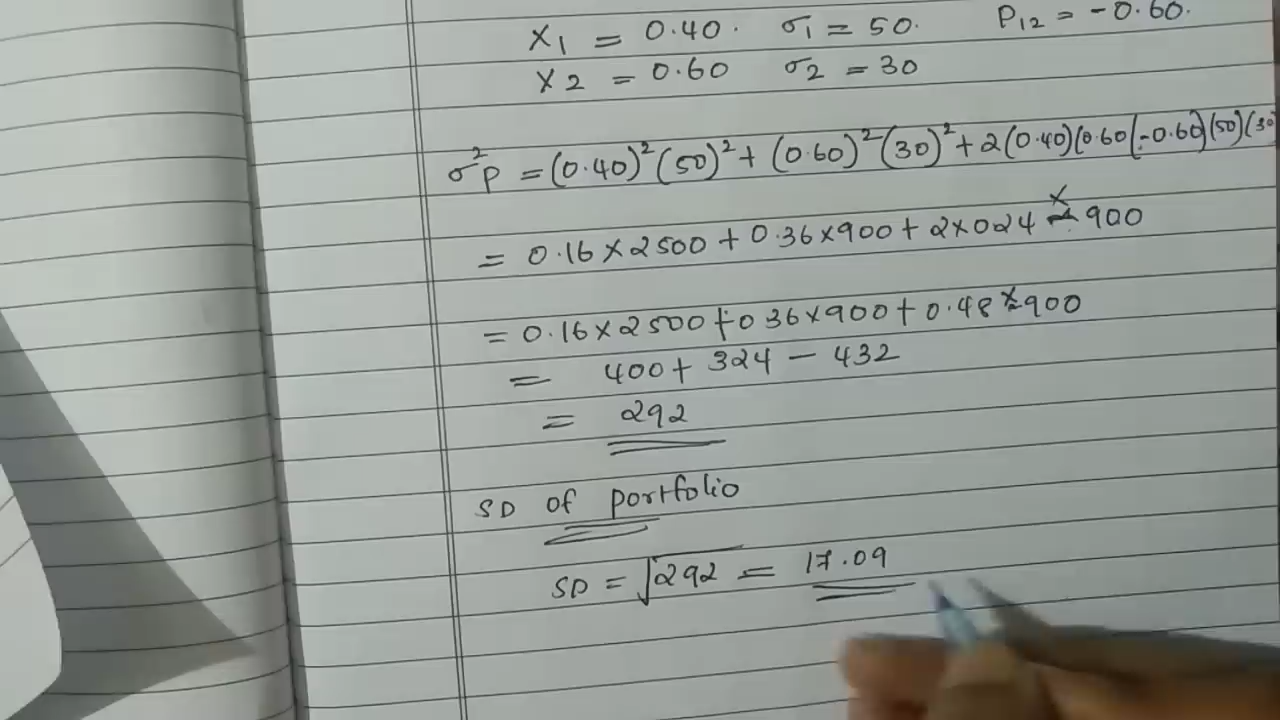 X1 = 0.40. σ1 = 50. P12 = -0.60.
X2 = 0.60 σ2 = 30
σ²p = (0.40)²(50)² + (0.60)²(30)² + 2(0.40)(0.60(-0.60)(50)(30
= 0.16 × 2500 + 0.36 × 900 + 2 × 024 × - 900
= 0.16 × 2500 + 0 36 × 900 + 0.48 × -900
= 400 + 324 - 432
= 292
SD of portfolio
SD = √292 = 17.09